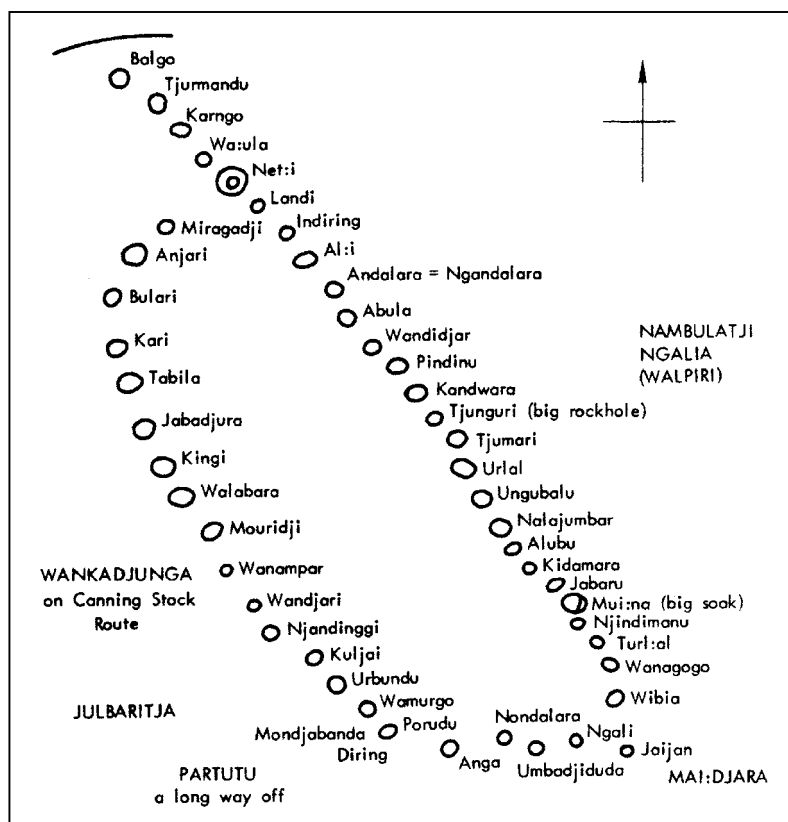 Balgo
Tjurmandu
Karngo
Wa:ula
Net:i
Landi
Miragadji
Indiring
Anjari
Al:i
Andalara = Ngandalara
Bulari
Abula
Wandidjar
NAMBULATJI
NGALIA
(WALPIRI)
Kari
Pindinu
Tabila
Kandwara
Tjunguri (big rockhole)
Jabadjura
Tjumari
Kingi
Urlal
Walabara
Ungubalu
Mouridji
Nalajumbar
Alubu
WANKADJUNGA
on Canning Stock
Route
Wanampar
Kidamara
Jabaru
Wandjari
Mui:na (big soak)
Njandinggi
Njindimanu
Kuljai
Turl:al
Urbundu
Wanagogo
JULBARITJA
Wamurgo
Wibia
Mondjabanda
Diring
Porudu
Nondalara
Ngali
Anga
Umbadjiduda
Jaijan
PARTUTU
a long way off
MAI:DJARA